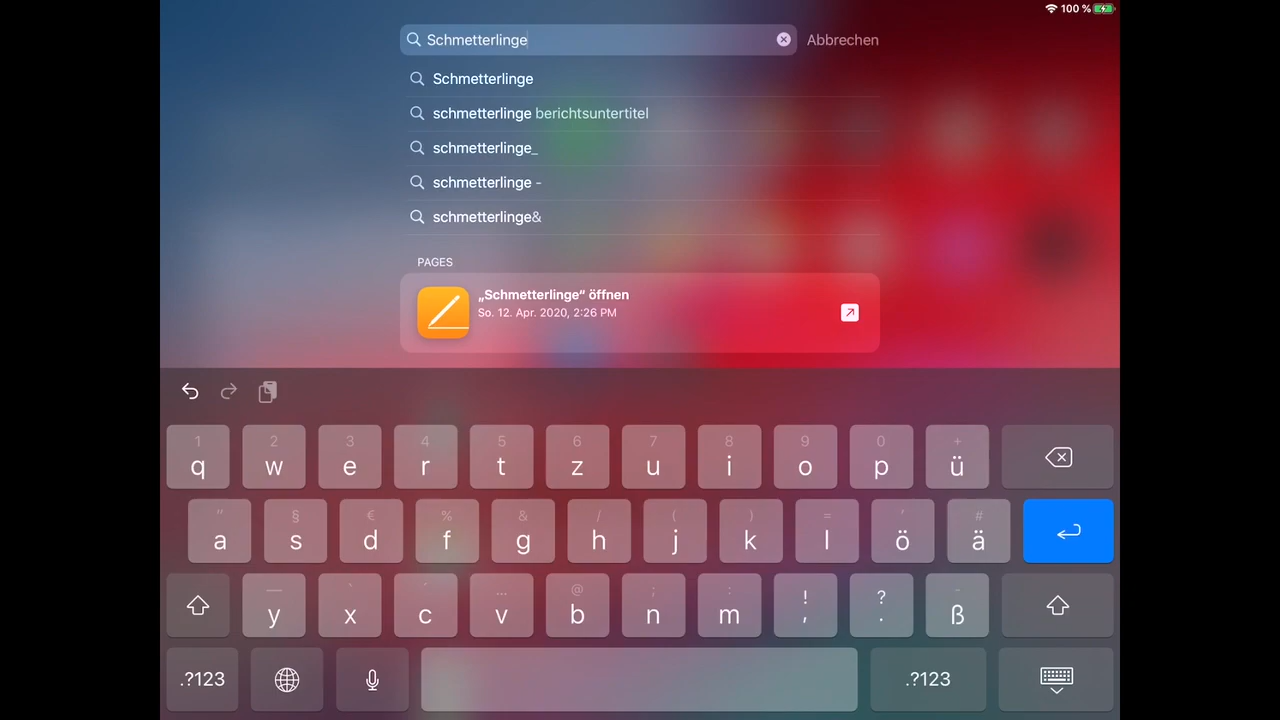 100 %
Schmetterlinge
Abbrechen
Schmetterlinge
schmetterlinge berichtsuntertitel
schmetterlinge_
schmetterlinge -
schmetterlinge&
PAGES
„Schmetterlinge“ öffnen
So. 12. Apr. 2020, 2:26 PM
1 2 3 4 5 6 7 8 9 0 +
q w e r t z u i o p ü
" § € % & / ( ) = ' #
a s d f g h j k l ö ä
— ` ´ ... @ ; : ! ? -
y x c v b n m , . ß
.?123 .?123